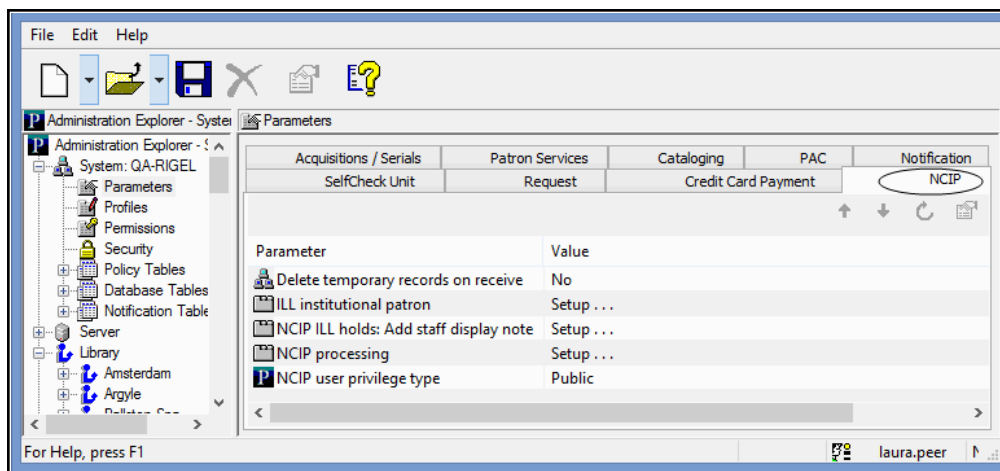 File Edit Help
Administration Explorer - System
Parameters
Administration Explorer - S
System: QA-RIGEL
Parameters
Profiles
Permissions
Security
Policy Tables
Database Tables
Notification Table
Server
Library
Amsterdam
Argyle
Acquisitions / Serials Patron Services Cataloging PAC Notification
SelfCheck Unit Request Credit Card Payment NCIP
Parameter Value
Delete temporary records on receive No
ILL institutional patron Setup . . .
NCIP ILL holds: Add staff display note Setup . . .
NCIP processing Setup . . .
NCIP user privilege type Public
For Help, press F1 laura.peer